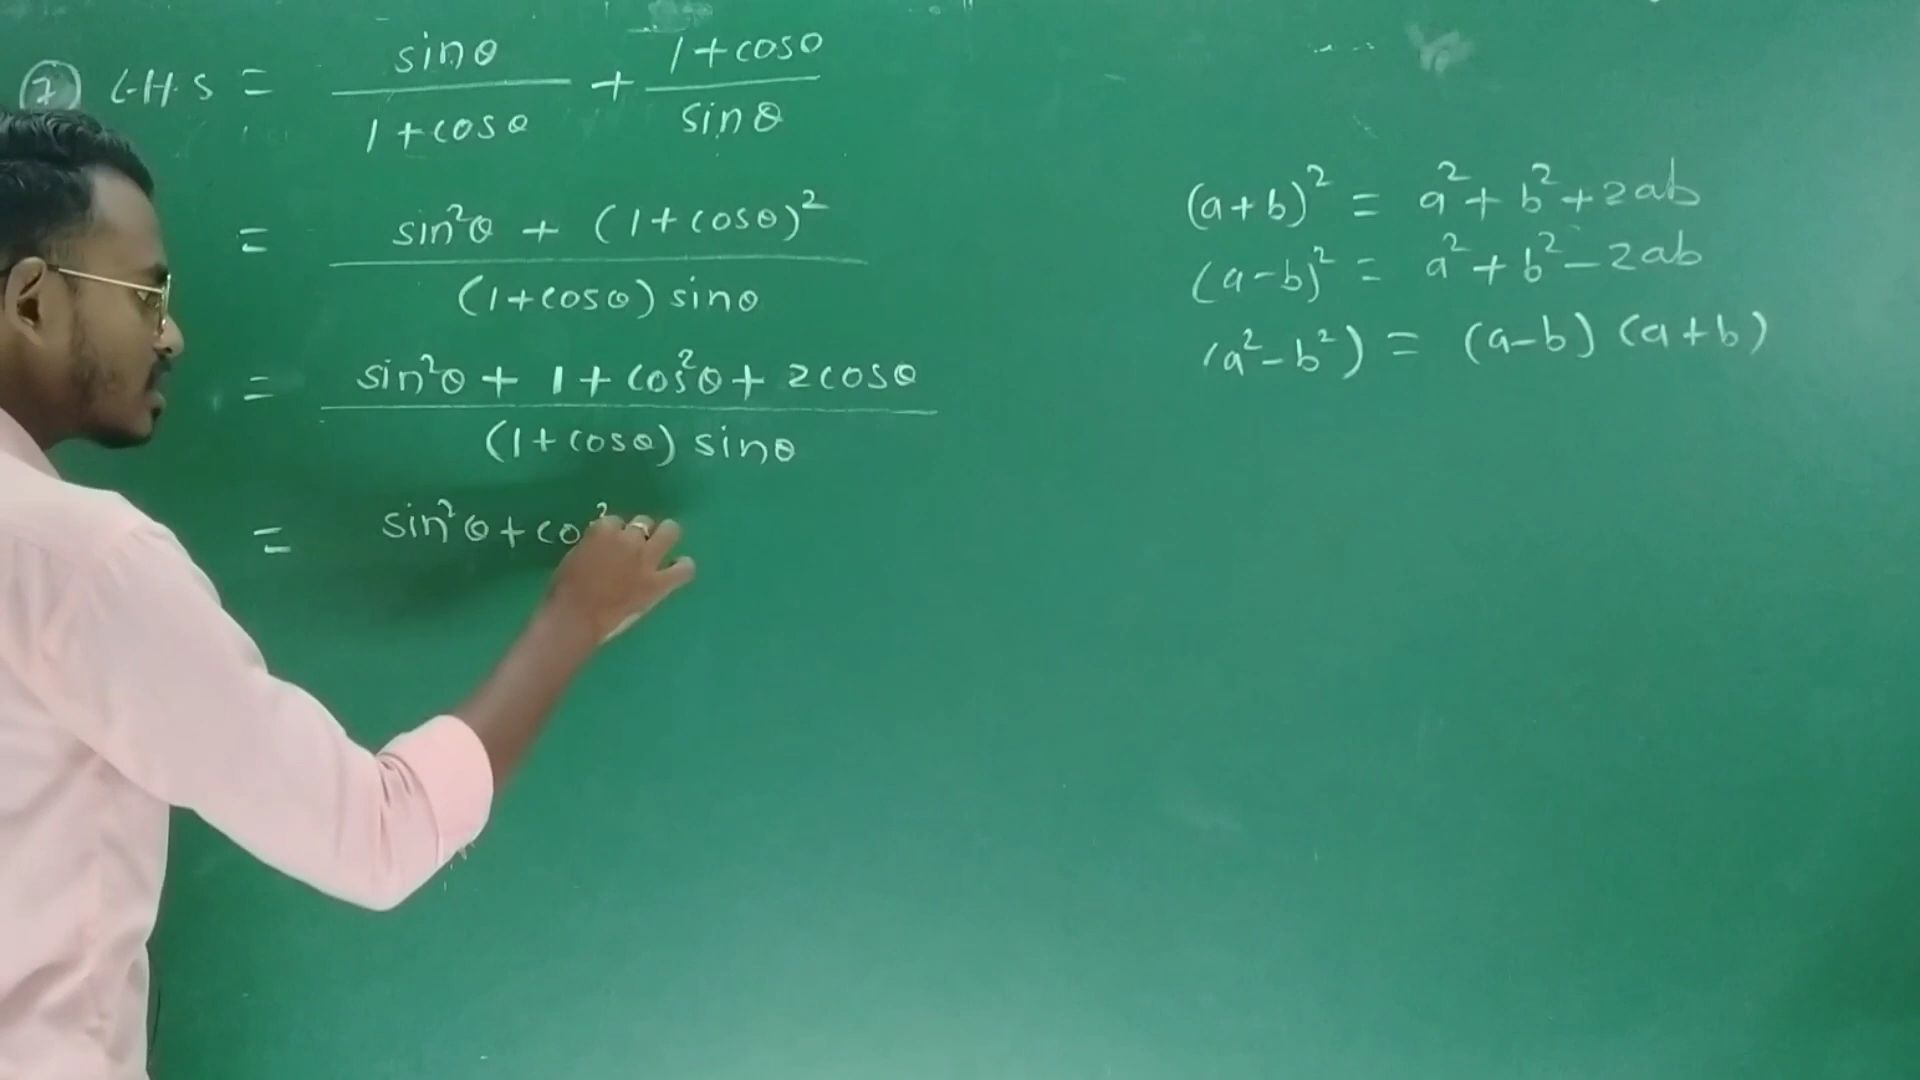 ⑦ L.H.S = sinθ / 1+cosθ + 1+cosθ / sinθ
= sin²θ + (1+cosθ)² / (1+cosθ) sinθ
= sin²θ + 1 + cos²θ + 2cosθ / (1+cosθ) sinθ
= sin²θ + co
(a+b)² = a² + b² + 2ab
(a-b)² = a² + b² - 2ab
(a² - b²) = (a-b) (a+b)